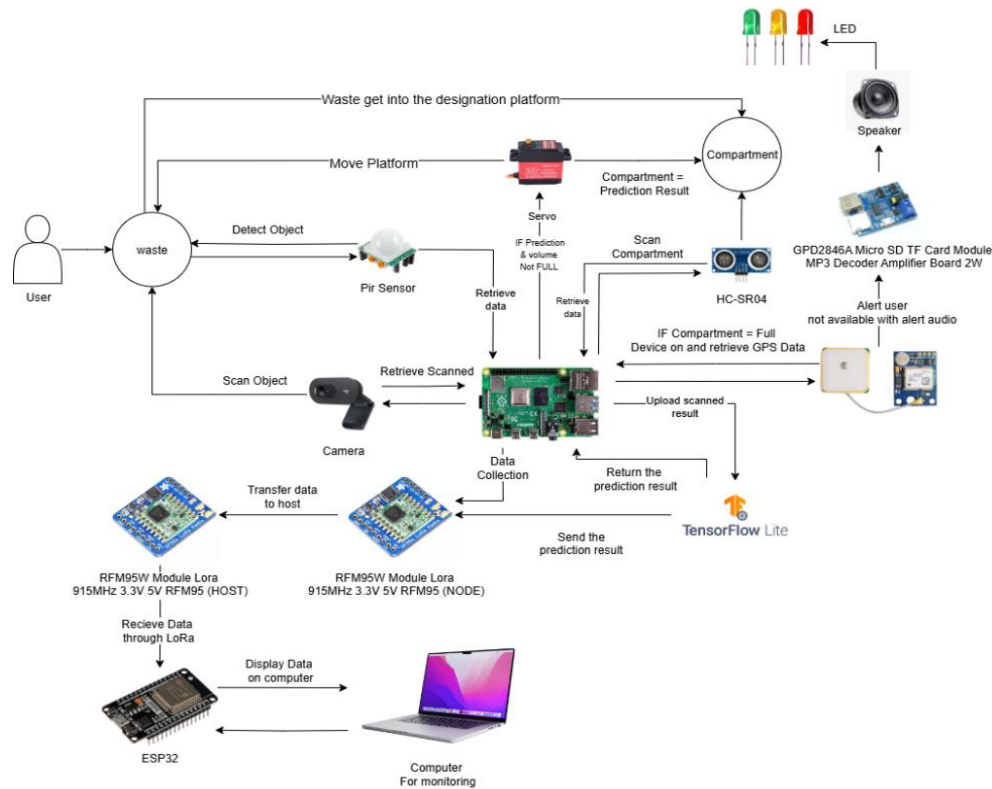 LED
Waste get into the designation platform
Speaker
Compartment
Move Platform
Compartment =
Prediction Result
Servo
IF Prediction
& volume
Not FULL
waste
Detect Object
Pir Sensor
User
Scan
Compartment
HC-SR04
GPD2846A Micro SD TF Card Module
MP3 Decoder Amplifier Board 2W
Alert user
not available with alert audio
Retrieve
data
Retrieve
data
IF Compartment = Full
Device on and retrieve GPS Data
Scan Object
Retrieve Scanned
Camera
Upload scanned
result
Data
Collection
Return the
prediction result
TensorFlow Lite
Transfer data
to host
Send the
prediction result
RFM95W Module Lora
915MHz 3.3V 5V RFM95 (HOST)
RFM95W Module Lora
915MHz 3.3V 5V RFM95 (NODE)
Recieve Data
through LoRa
Display Data
on computer
ESP32
Computer
For monitoring